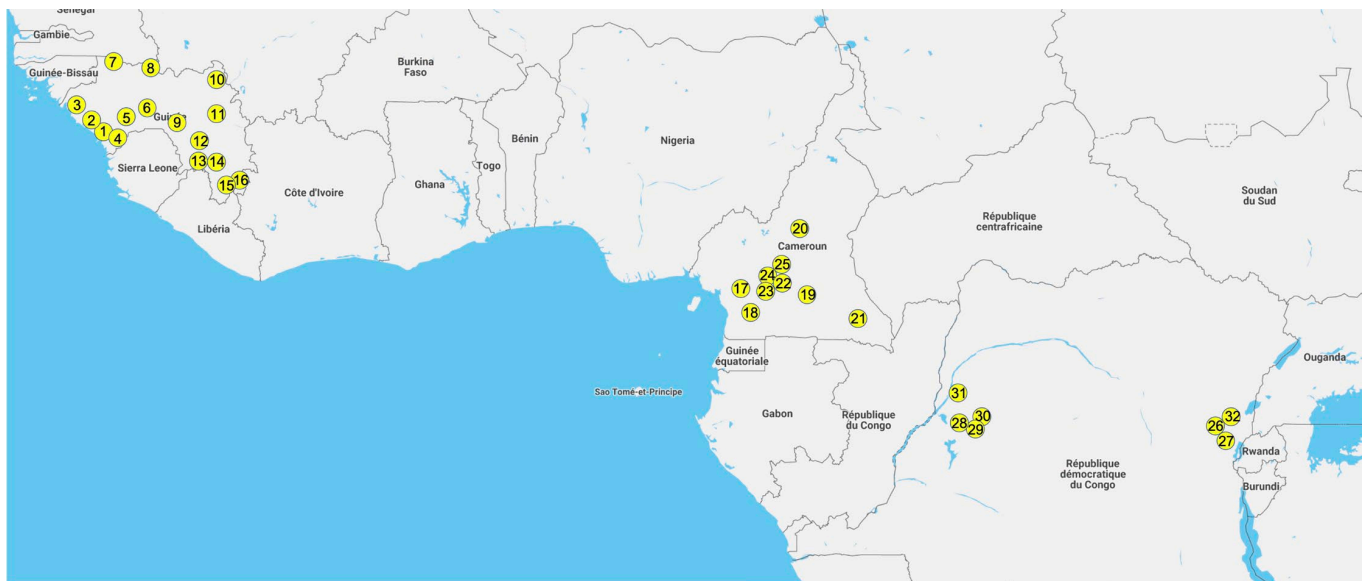 Sénégal
Gambie
Guinée-Bissau
7
8
10
3
2
1
4
5
6
Guinée
9
11
12
13
14
15
16
Sierra Leone
Libéria
Côte d'Ivoire
Burkina
Faso
Ghana
Togo
Bénin
Nigeria
20
Cameroun
25
24
22
23
17
19
18
21
Guinée
équatoriale
Sao Tomé-et-Principe
Gabon
République
du Congo
République
centrafricaine
Soudan
du Sud
31
30
28
29
République
démocratique
du Congo
32
26
27
Ouganda
Rwanda
Burundi